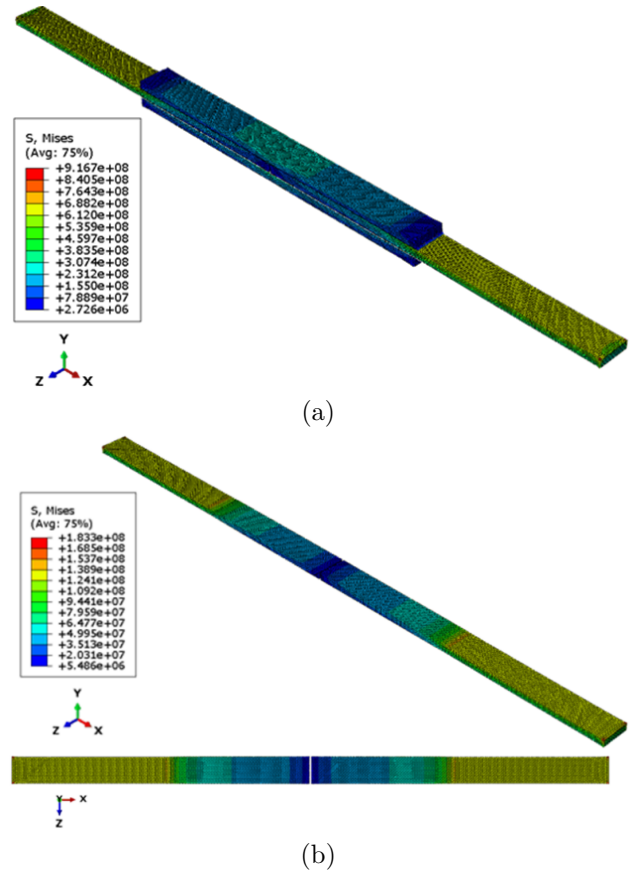 S, Mises
(Avg: 75%)
+9.167e+08
+8.405e+08
+7.643e+08
+6.882e+08
+6.120e+08
+5.359e+08
+4.597e+08
+3.835e+08
+3.074e+08
+2.312e+08
+1.550e+08
+7.889e+07
+2.726e+06
Y
Z X
(a)
S, Mises
(Avg: 75%)
+1.833e+08
+1.685e+08
+1.537e+08
+1.389e+08
+1.241e+08
+1.092e+08
+9.441e+07
+7.959e+07
+6.477e+07
+4.995e+07
+3.513e+07
+2.031e+07
+5.486e+06
Y
Z X
Y X
Z
(b)